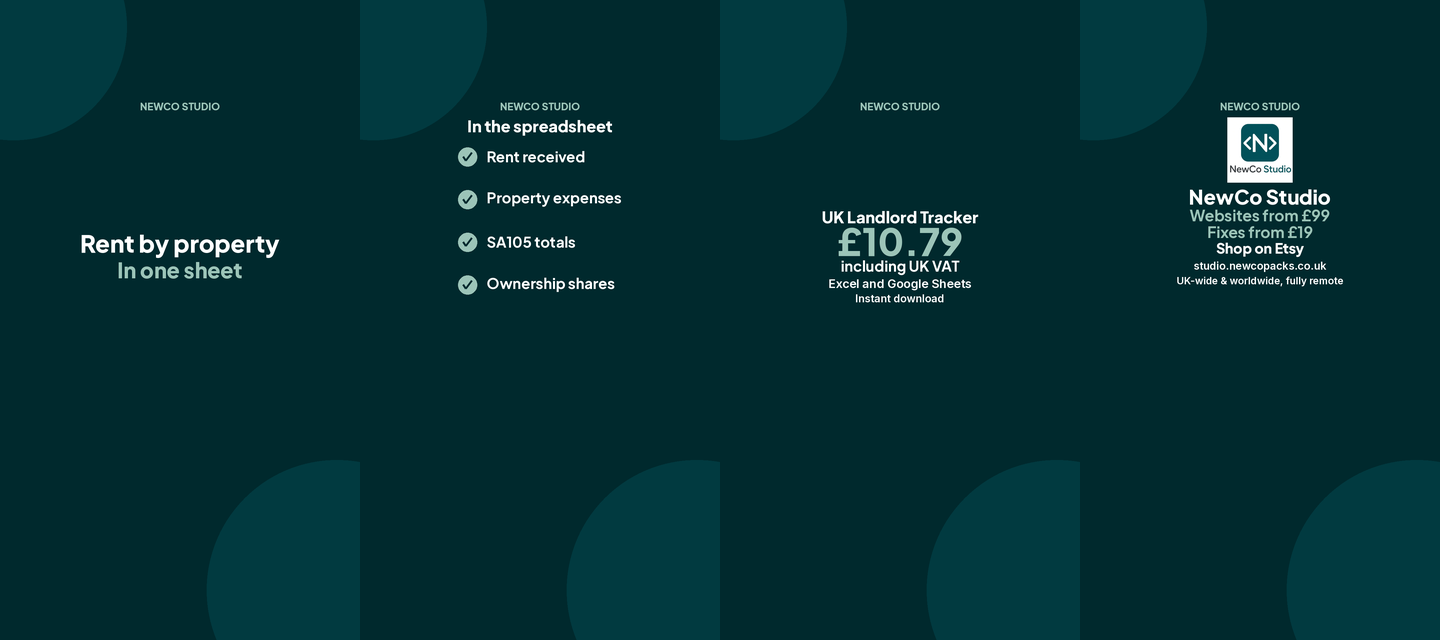 NEWCO STUDIO
Rent by property
In one sheet
NEWCO STUDIO
In the spreadsheet
Rent received
Property expenses
SA105 totals
Ownership shares
NEWCO STUDIO
UK Landlord Tracker
£10.79
including UK VAT
Excel and Google Sheets
Instant download
NEWCO STUDIO
<N>
NewCo Studio
NewCo Studio
Websites from £99
Fixes from £19
Shop on Etsy
studio.newcopacks.co.uk
UK-wide & worldwide, fully remote